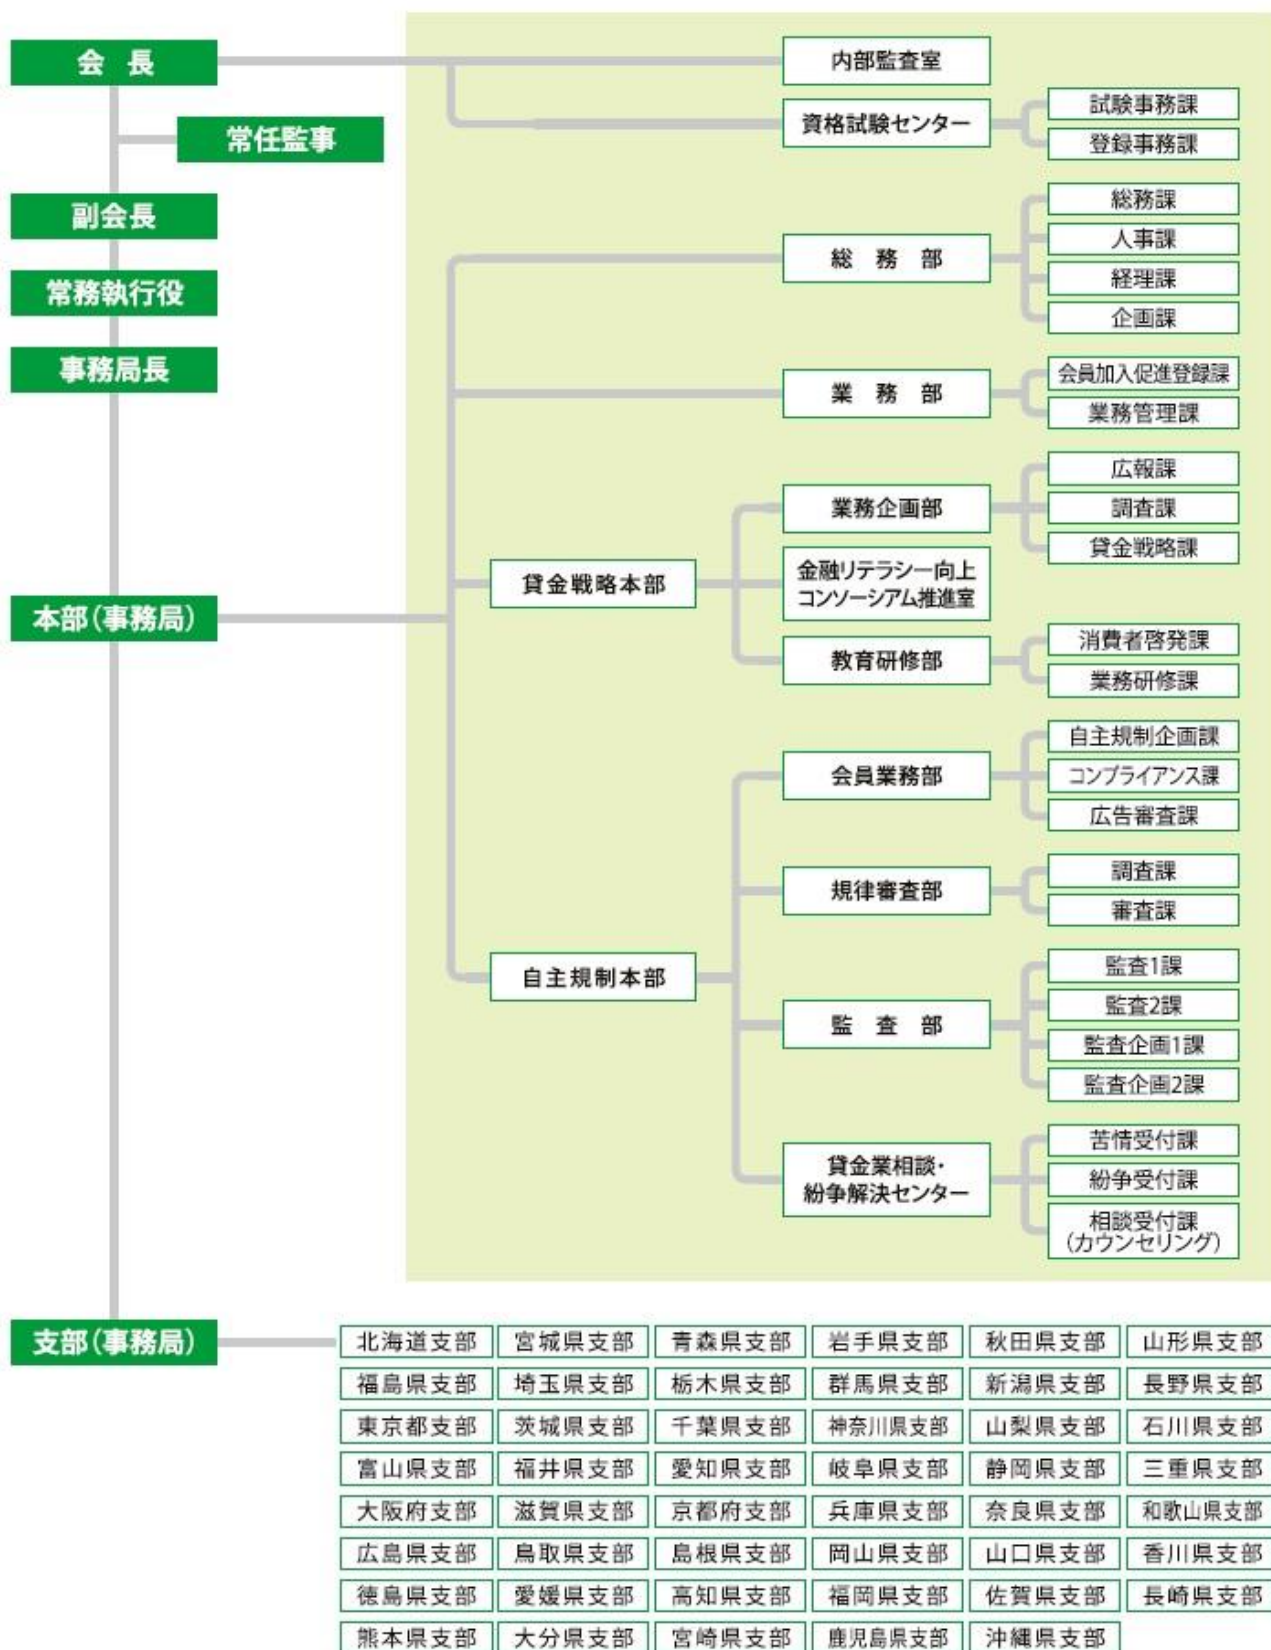 会 長
常任監事
副会長
常務執行役
事務局長
本部(事務局)
内部監査室
資格試験センター
試験事務課
登録事務課
総 務 部
総務課
人事課
経理課
企画課
業 務 部
会員加入促進登録課
業務管理課
貸金戦略本部
業務企画部
広報課
調査課
貸金戦略課
金融リテラシー向上
コンソーシアム推進室
教育研修部
消費者啓発課
業務研修課
自主規制本部
会員業務部
自主規制企画課
コンプライアンス課
広告審査課
規律審査部
調査課
審査課
監 査 部
監査1課
監査2課
監査企画1課
監査企画2課
貸金業相談・
紛争解決センター
苦情受付課
紛争受付課
相談受付課
(カウンセリング)
支部(事務局)
北海道支部 宮城県支部 青森県支部 岩手県支部 秋田県支部 山形県支部
福島県支部 埼玉県支部 栃木県支部 群馬県支部 新潟県支部 長野県支部
東京都支部 茨城県支部 千葉県支部 神奈川県支部 山梨県支部 石川県支部
富山県支部 福井県支部 愛知県支部 岐阜県支部 静岡県支部 三重県支部
大阪府支部 滋賀県支部 京都府支部 兵庫県支部 奈良県支部 和歌山県支部
広島県支部 鳥取県支部 島根県支部 岡山県支部 山口県支部 香川県支部
徳島県支部 愛媛県支部 高知県支部 福岡県支部 佐賀県支部 長崎県支部
熊本県支部 大分県支部 宮崎県支部 鹿児島県支部 沖縄県支部